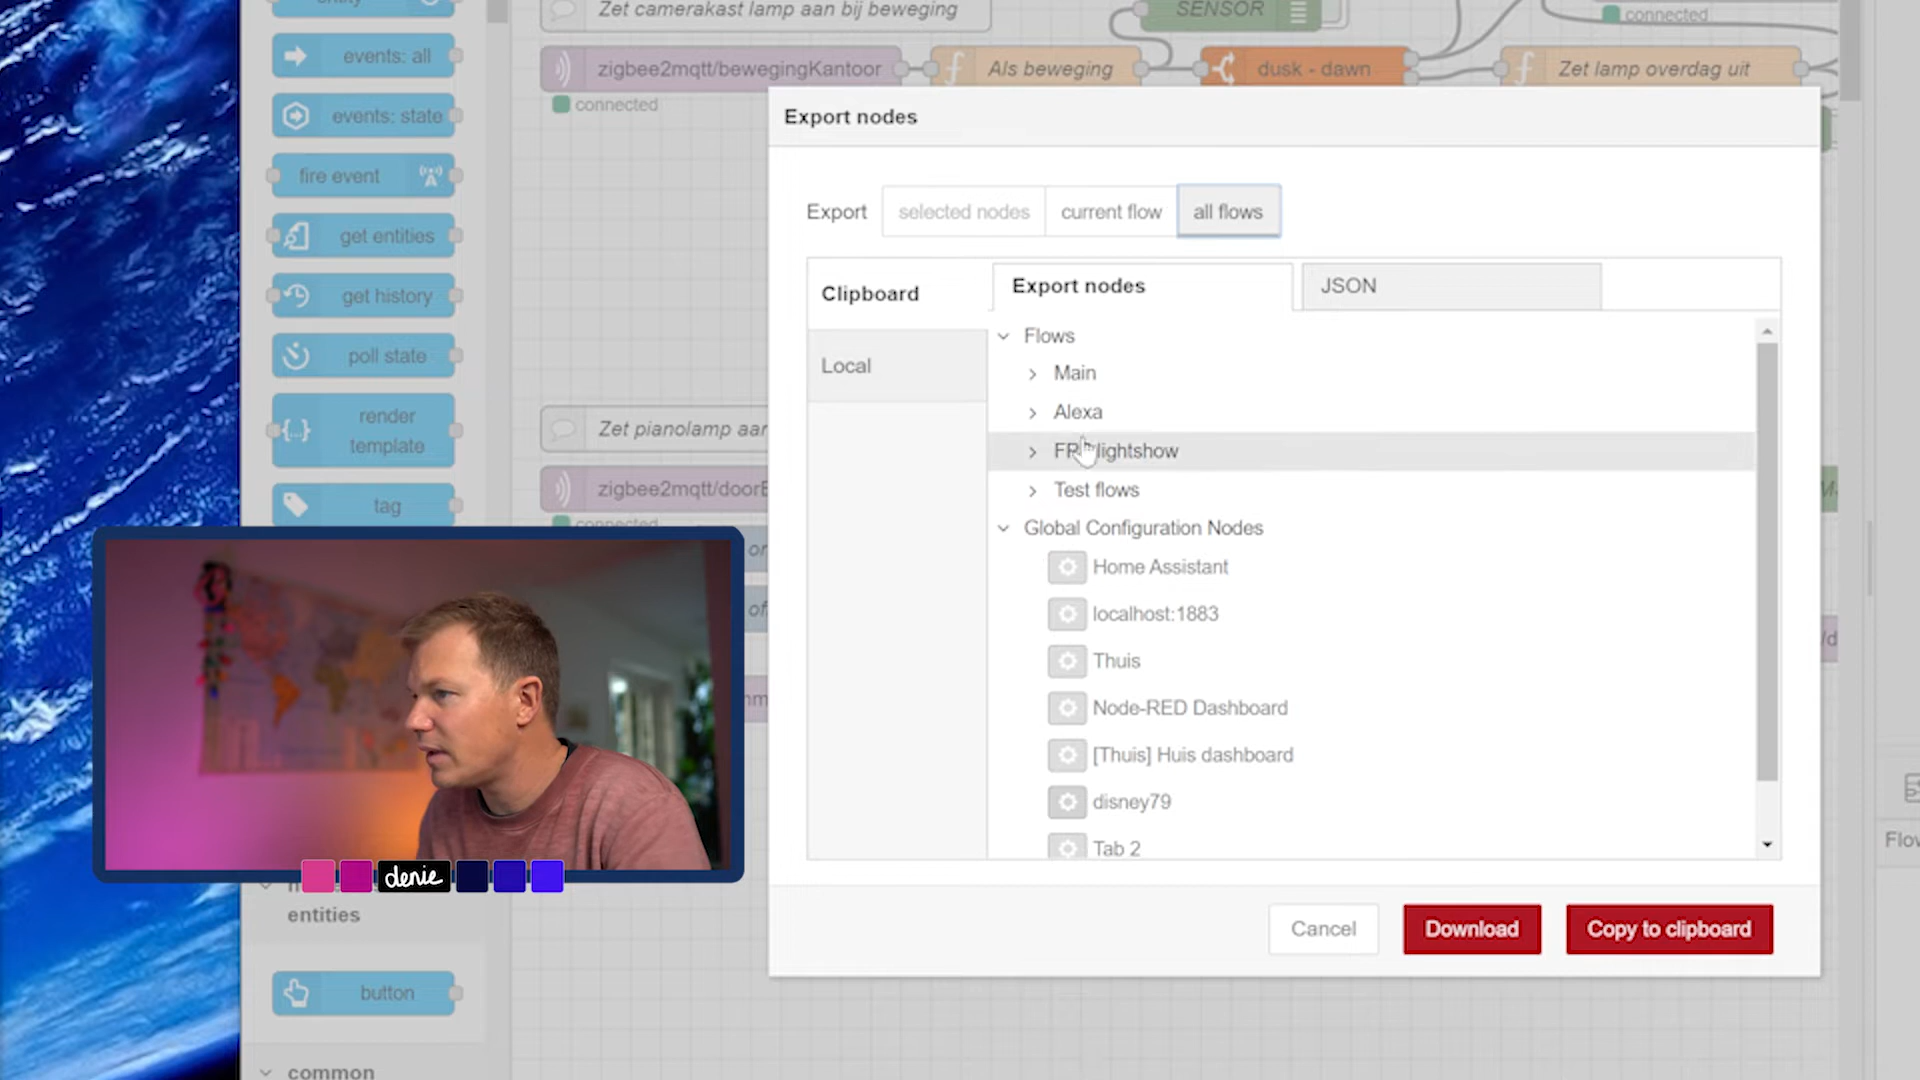 Zet camerakast lamp aan bij beweging
SENSOR
connected
events: all
zigbee2mqtt/bewegingKantoor
Als beweging
dusk - dawn
Zet lamp overdag uit
connected
events: state
fire event
get entities
get history
poll state
render
template
tag
Zet pianolamp aan
zigbee2mqtt/door
connected
Export nodes
Export
selected nodes
current flow
all flows
Clipboard
Local
Export nodes
JSON
Flows
Main
Alexa
lightshow
Test flows
Global Configuration Nodes
Home Assistant
localhost:1883
Thuis
Node-RED Dashboard
[Thuis] Huis dashboard
disney79
Tab 2
Cancel
Download
Copy to clipboard
denie
entities
button
common
Flow